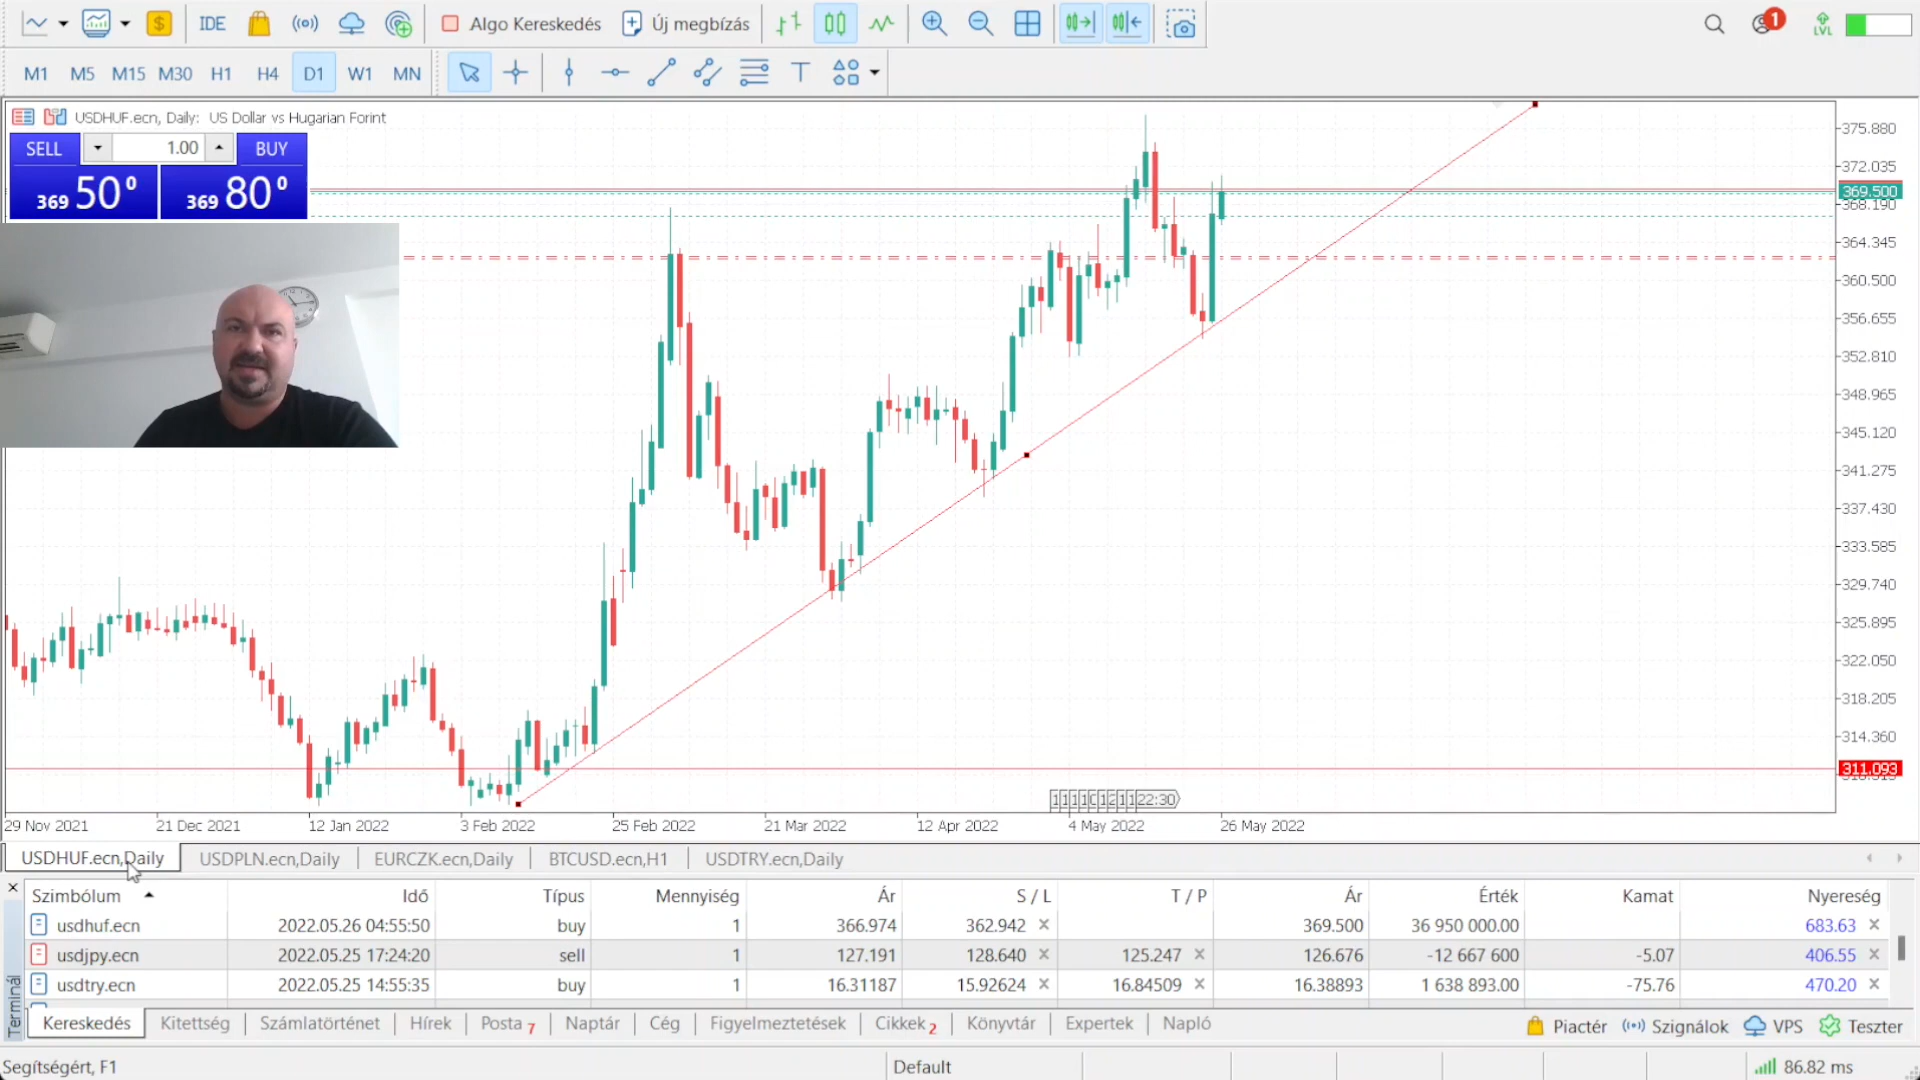 IDE Algo Kereskedés Új megbízás 1 LVL
M1 M5 M15 M30 H1 H4 D1 W1 MN T
USDHUF.ecn, Daily: US Dollar vs Hungarian Forint
SELL 1.00 BUY
369 50 0 369 80 0
375.880
372.035
369.500
368.190
364.345
360.500
356.655
352.810
348.965
345.120
341.275
337.430
333.585
329.740
325.895
322.050
318.205
314.360
311.093
22:30
29 Nov 2021 21 Dec 2021 12 Jan 2022 3 Feb 2022 25 Feb 2022 21 Mar 2022 12 Apr 2022 4 May 2022 26 May 2022
USDHUF.ecn,Daily USDPLN.ecn,Daily EURCZK.ecn,Daily BTCUSD.ecn,H1 USDTRY.ecn,Daily
Szimbólum Idő Típus Mennyiség Ár S / L T / P Ár Érték Kamat Nyereség
usdhuf.ecn 2022.05.26 04:55:50 buy 1 366.974 362.942 369.500 36 950 000.00 683.63
usdjpy.ecn 2022.05.25 17:24:20 sell 1 127.191 128.640 125.247 126.676 -12 667 600 -5.07 406.55
usdtry.ecn 2022.05.25 14:55:35 buy 1 16.31187 15.92624 16.84509 16.38893 1 638 893.00 -75.76 470.20
Terminál
Kereskedés Kitettség Számlatörténet Hírek Posta 7 Naptár Cég Figyelmeztetések Cikkek 2 Könyvtár Expertek Napló Piactér Szignálok VPS Teszter
Segítségért, F1 Default 86.82 ms